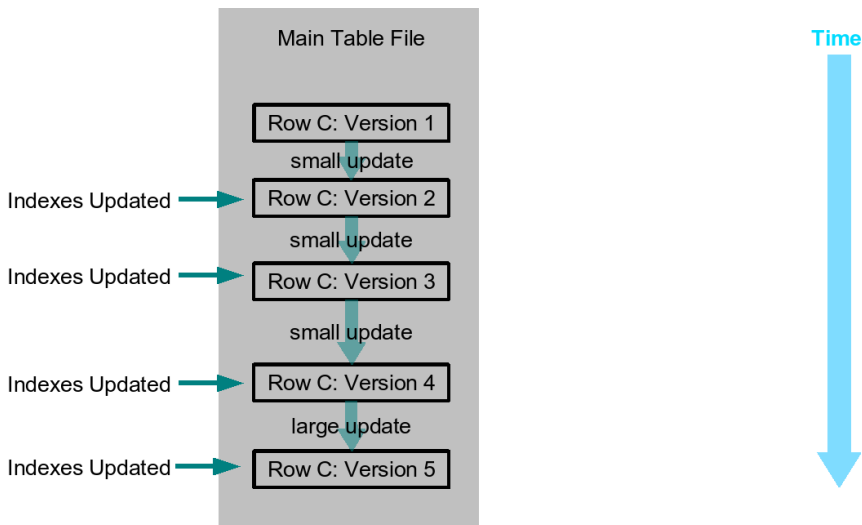 Main Table File
Time
Row C: Version 1
small update
Indexes Updated
Row C: Version 2
small update
Indexes Updated
Row C: Version 3
small update
Indexes Updated
Row C: Version 4
large update
Indexes Updated
Row C: Version 5